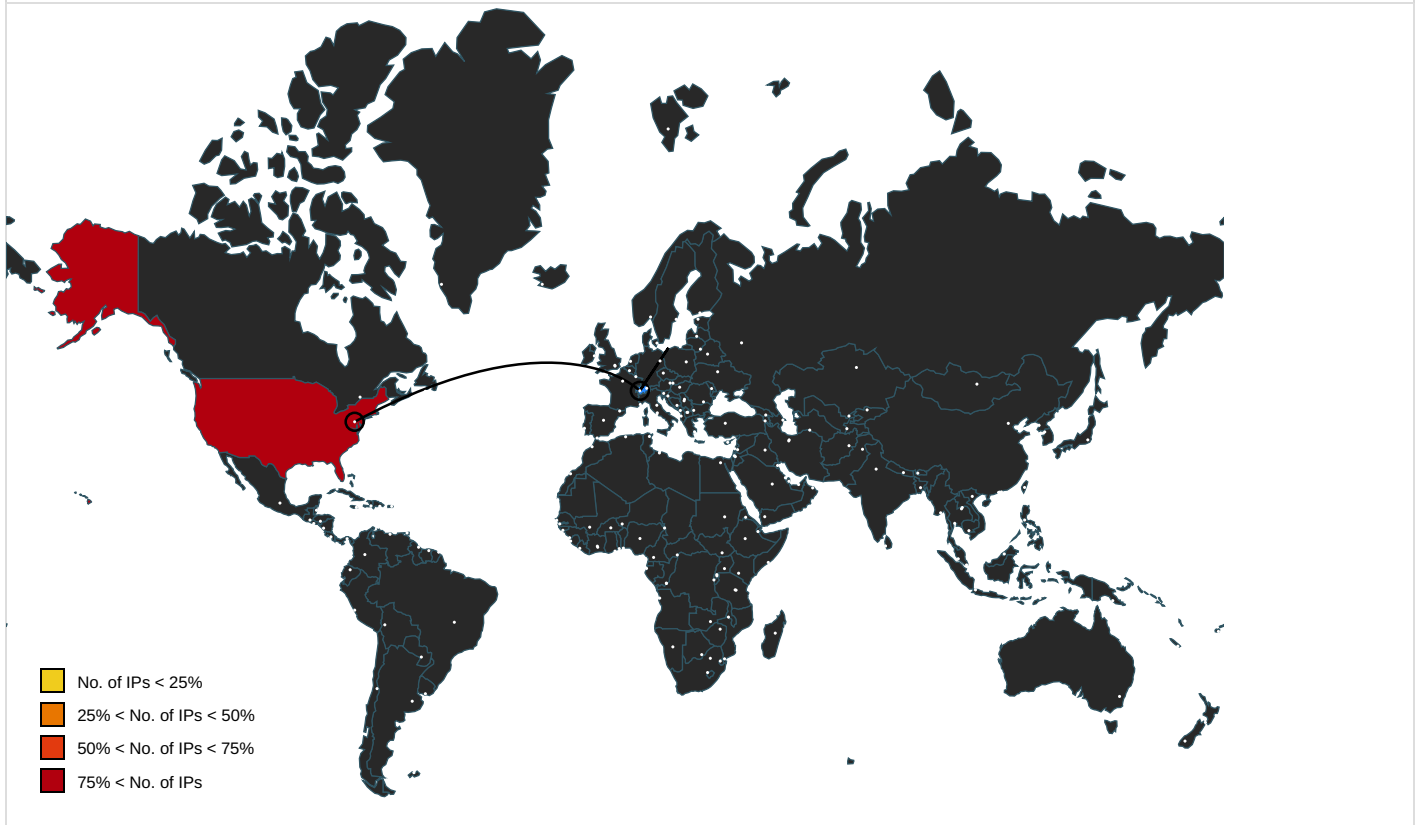 No. of IPs < 25%
25% < No. of IPs < 50%
50% < No. of IPs < 75%
75% < No. of IPs